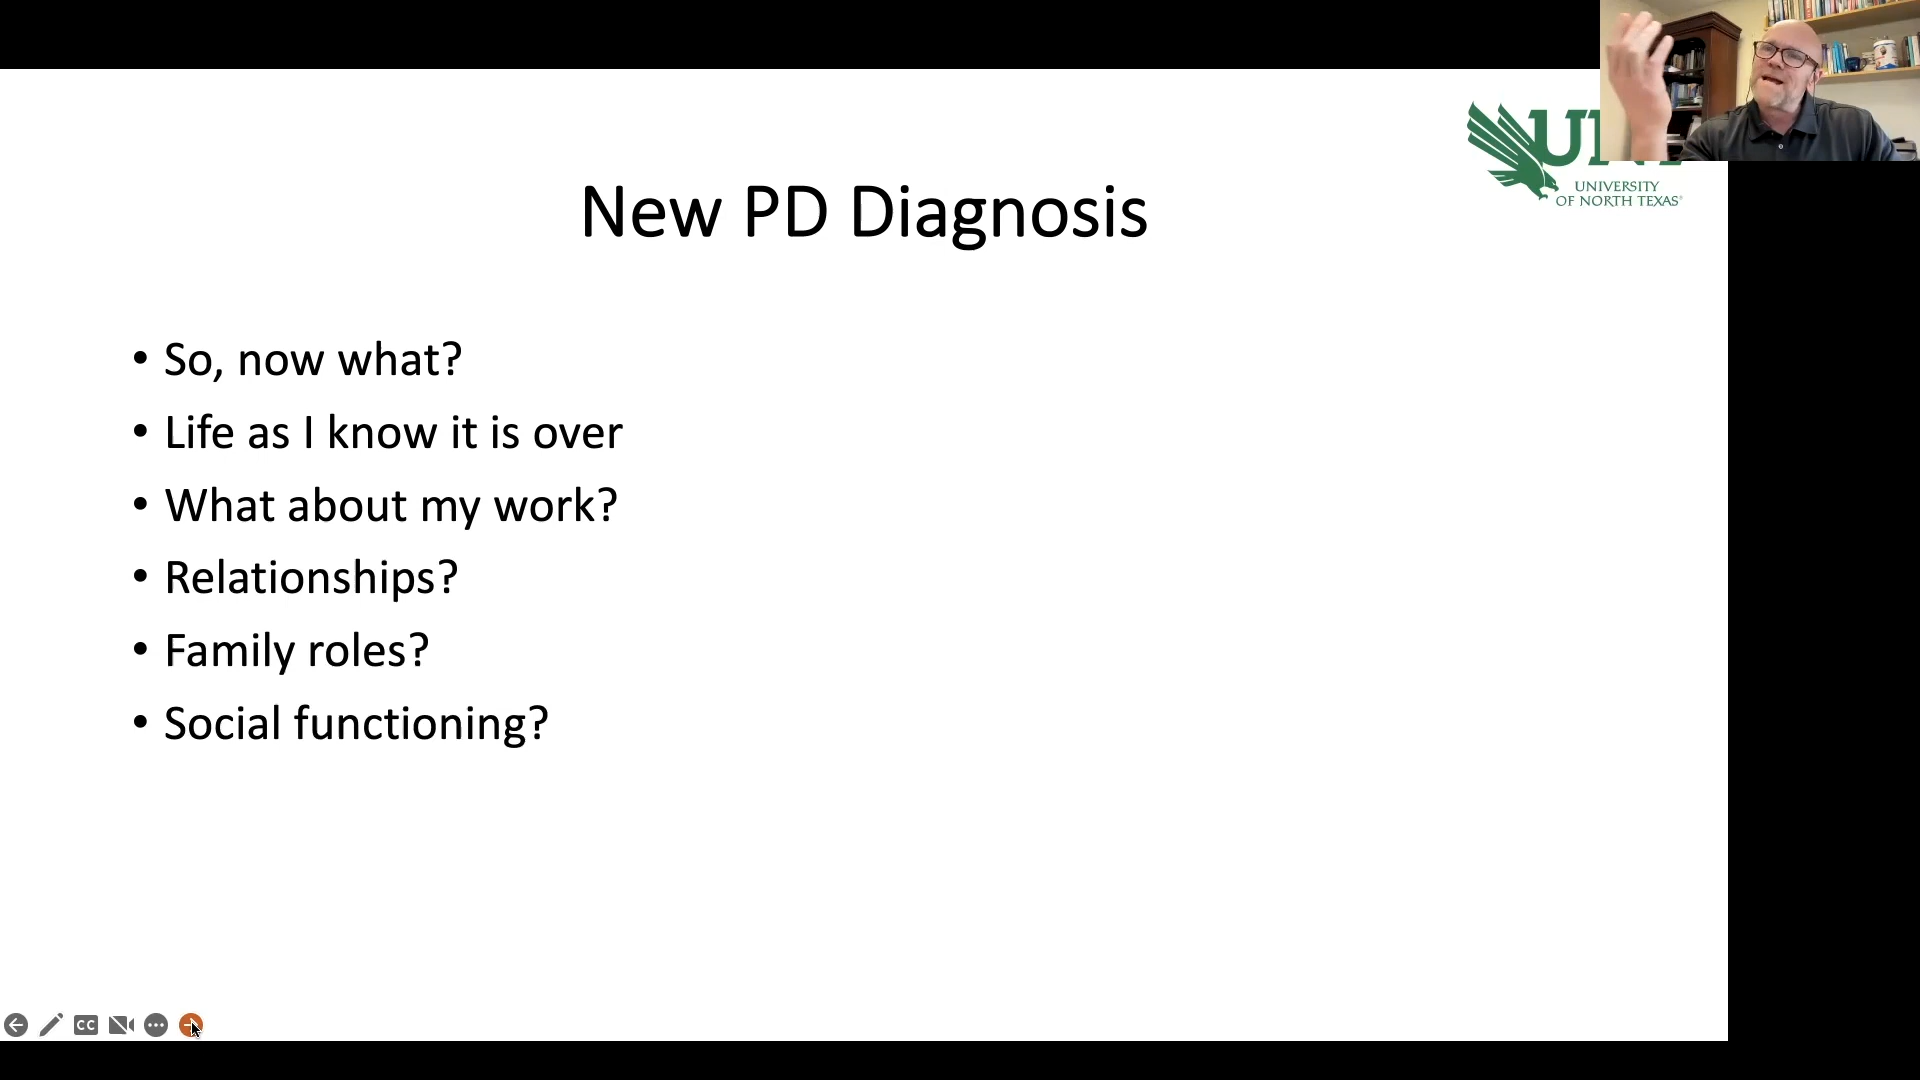 New PD Diagnosis
UNIVERSITY
OF NORTH TEXAS®
• So, now what?
• Life as I know it is over
• What about my work?
• Relationships?
• Family roles?
• Social functioning?
CC